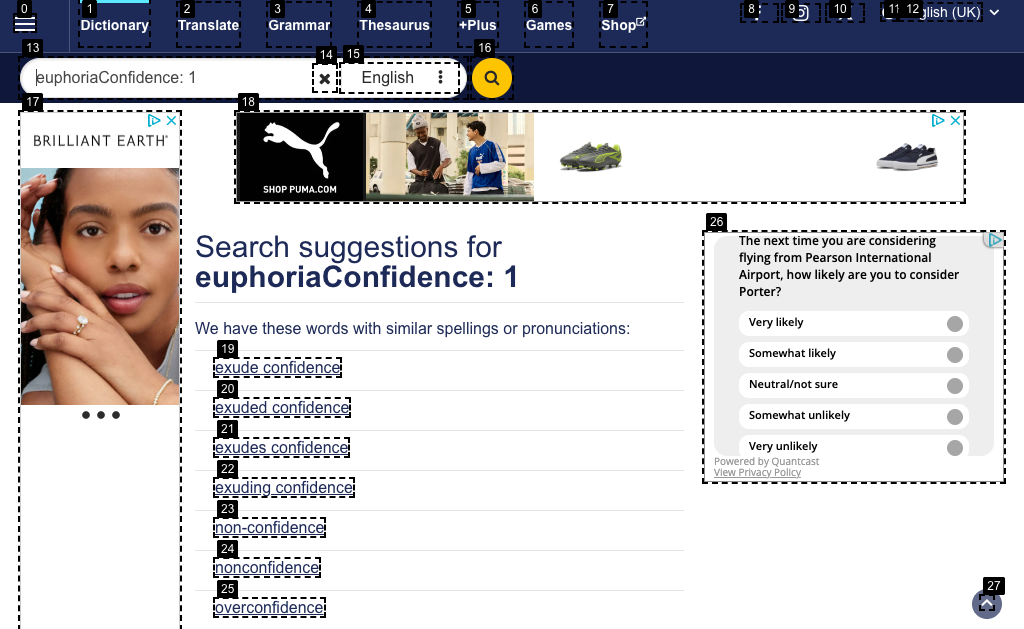 0
1
2
3
4
5
6
7
8
9
10
11
12
Dictionary
Translate
Grammar
Thesaurus
+Plus
Games
Shop
glish (UK)
13
14
15
16
euphoriaConfidence: 1
English
17
18
BRILLIANT EARTH
SHOP PUMA.COM
Search suggestions for
euphoriaConfidence: 1
We have these words with similar spellings or pronunciations:
19
exude confidence
20
exuded confidence
21
exudes confidence
22
exuding confidence
23
non-confidence
24
nonconfidence
25
overconfidence
26
The next time you are considering
flying from Pearson International
Airport, how likely are you to consider
Porter?
Very likely
Somewhat likely
Neutral/not sure
Somewhat unlikely
Very unlikely
Powered by Quantcast
View Privacy Policy
27